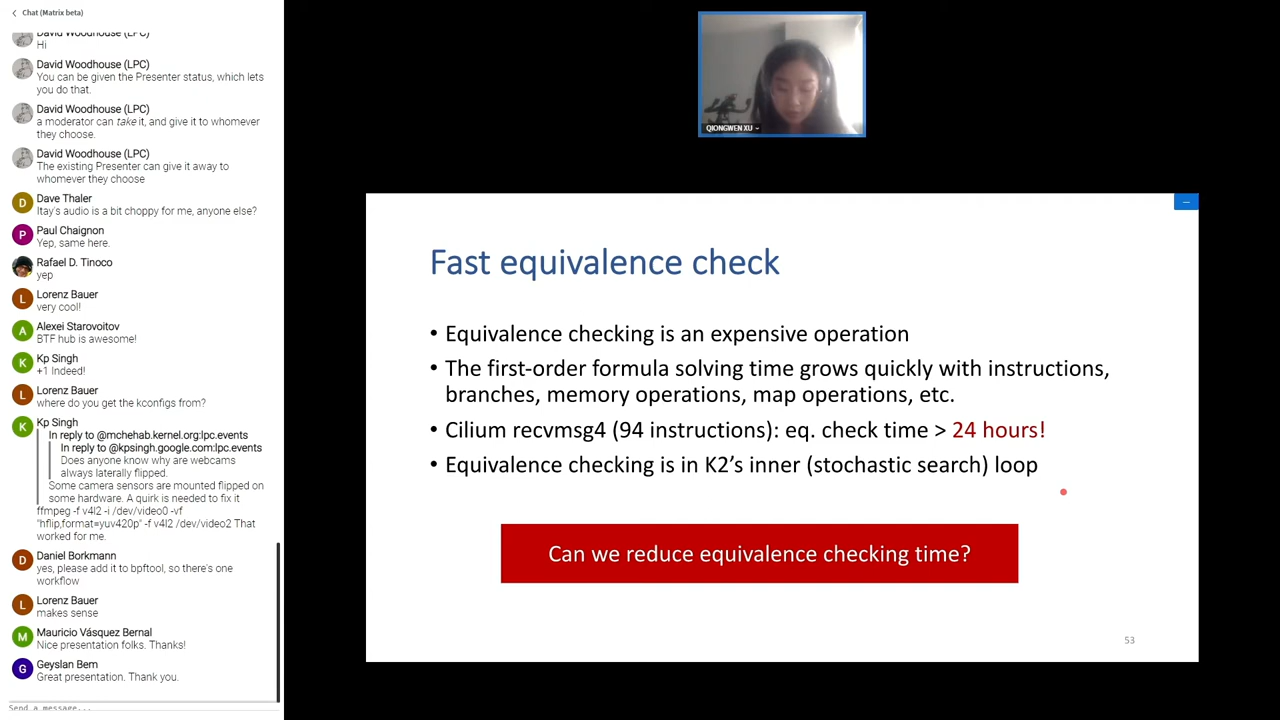 Chat (Matrix beta)
David Woodhouse (LPC)
Hi
David Woodhouse (LPC)
You can be given the Presenter status, which lets
you do that.
David Woodhouse (LPC)
a moderator can take it, and give it to whomever
they choose.
David Woodhouse (LPC)
The existing Presenter can give it away to
whomever they choose
D
Dave Thaler
Itay's audio is a bit choppy for me, anyone else?
P
Paul Chaignon
Yep, same here.
Rafael D. Tinoco
yep
L
Lorenz Bauer
very cool!
A
Alexei Starovoitov
BTF hub is awesome!
K
Kp Singh
+1 Indeed!
L
Lorenz Bauer
where do you get the kconfigs from?
K
Kp Singh
In reply to @mchehab.kernel.org:lpc.events
In reply to @kpsingh.google.com:lpc.events
Does anyone know why are webcams
always laterally flipped.
Some camera sensors are mounted flipped on
some hardware. A quirk is needed to fix it
ffmpeg -f v4l2 -i /dev/video0 -vf
"hflip,format=yuv420p" -f v4l2 /dev/video2 That
worked for me.
D
Daniel Borkmann
yes, please add it to bpftool, so there's one
workflow
L
Lorenz Bauer
makes sense
M
Mauricio Vásquez Bernal
Nice presentation folks. Thanks!
G
Geyslan Bem
Great presentation. Thank you.
Send a message...
QIONGWEN XU
Fast equivalence check
• Equivalence checking is an expensive operation
• The first-order formula solving time grows quickly with instructions,
branches, memory operations, map operations, etc.
• Cilium recvmsg4 (94 instructions): eq. check time > 24 hours!
• Equivalence checking is in K2's inner (stochastic search) loop
Can we reduce equivalence checking time?
53